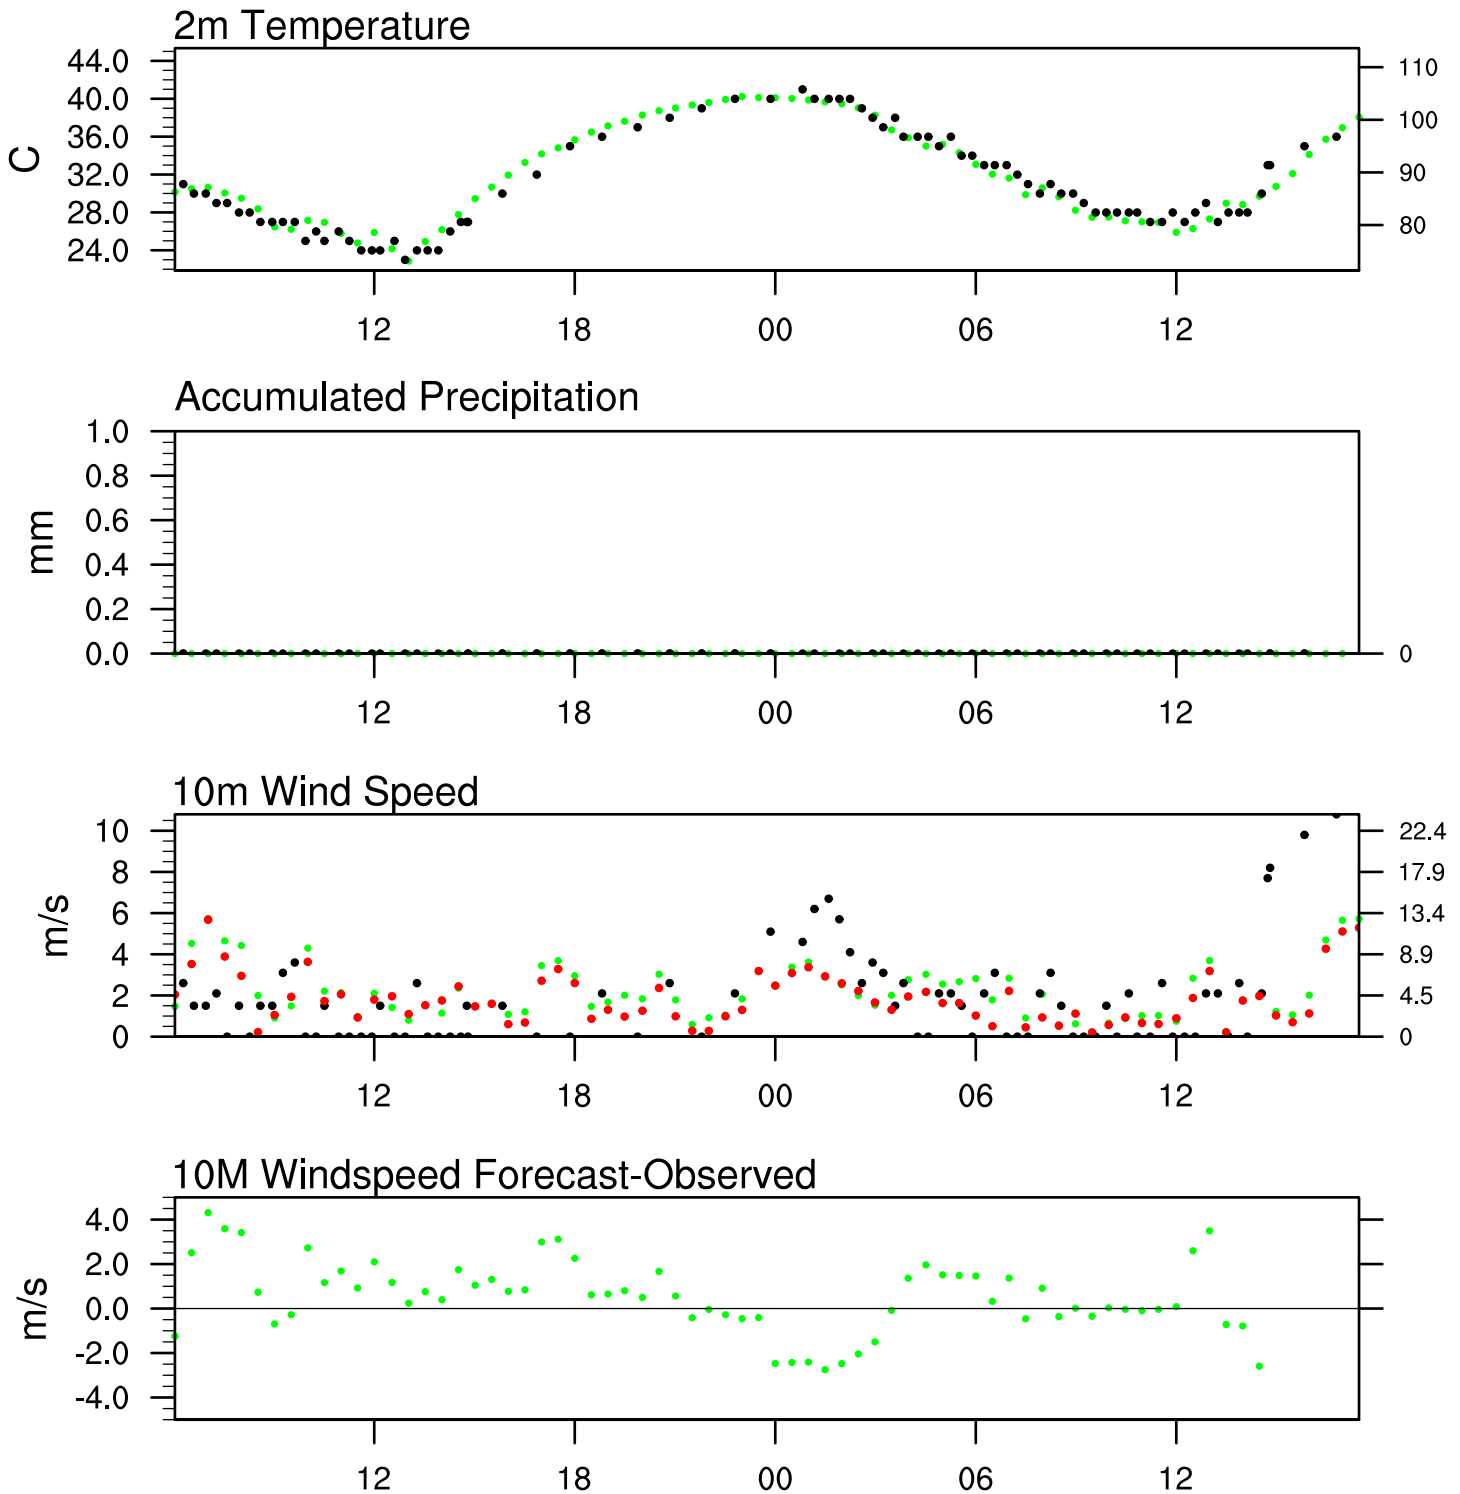 2m Temperature
44.0
40.0
36.0
32.0
28.0
24.0
C
110
100
90
80
12 18 00 06 12
Accumulated Precipitation
1.0
0.8
0.6
0.4
0.2
0.0
mm
0
12 18 00 06 12
10m Wind Speed
10
8
6
4
2
0
m/s
22.4
17.9
13.4
8.9
4.5
0
12 18 00 06 12
10M Windspeed Forecast-Observed
4.0
2.0
0.0
-2.0
-4.0
m/s
12 18 00 06 12